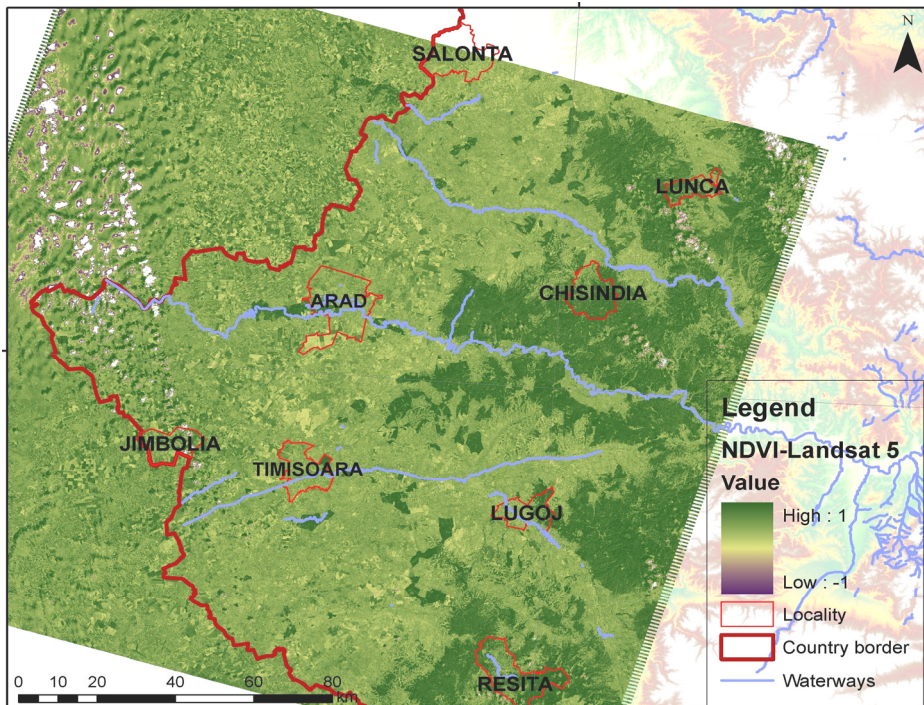 N
SALONTA
LUNCA
CHISINDIA
ARAD
JIMBOLIA
TIMISOARA
LUGOJ
RESITA
Legend
NDVI-Landsat 5
Value
High : 1
Low : -1
Locality
Country border
Waterways
0 5 10 20 40 60 80
km